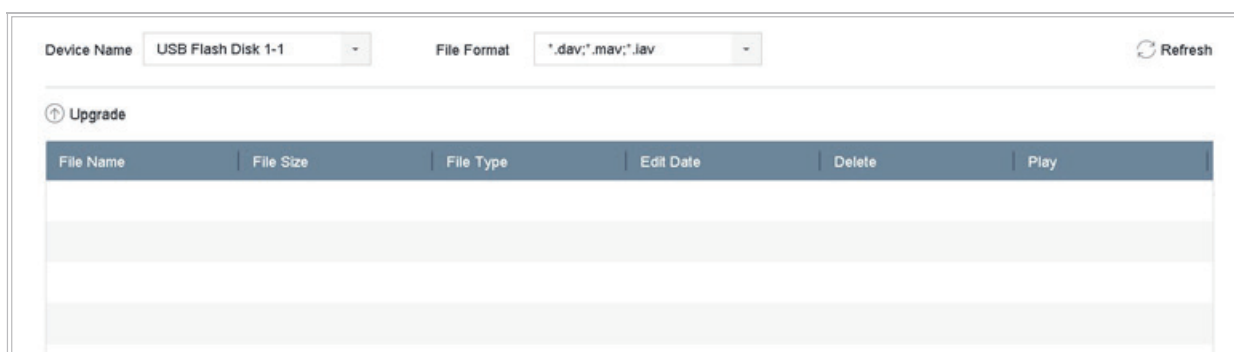 Device Name USB Flash Disk 1-1 File Format *.dav;*.mav;*.iav Refresh
Upgrade
File Name File Size File Type Edit Date Delete Play